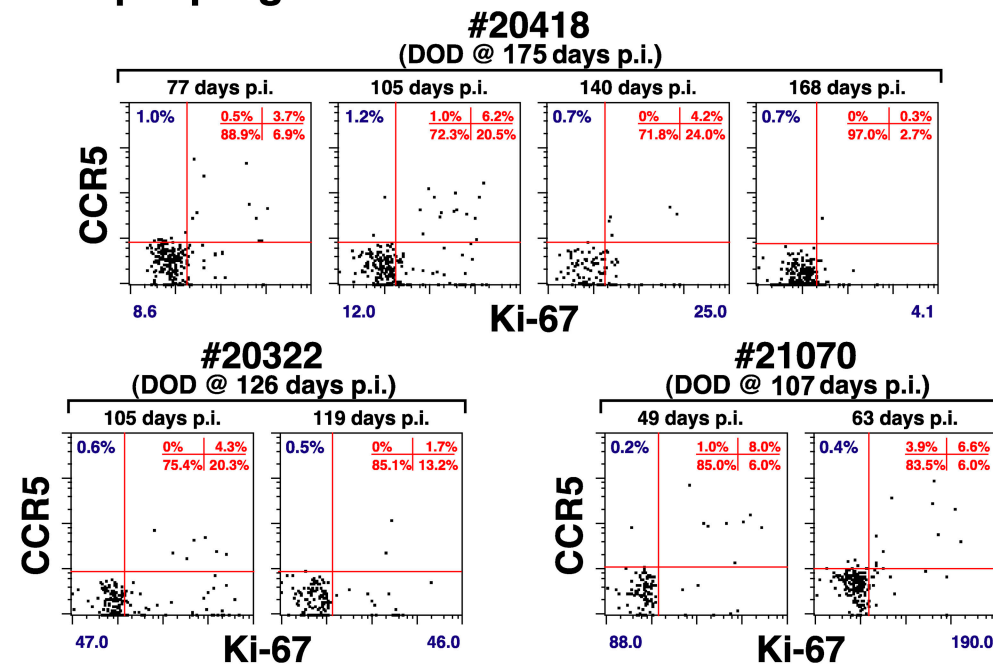 #20418
(DOD @ 175 days p.i.)
77 days p.i.
105 days p.i.
140 days p.i.
168 days p.i.
1.0%
0.5% 3.7%
88.9% 6.9%
1.2%
1.0% 6.2%
72.3% 20.5%
0.7%
0% 4.2%
71.8% 24.0%
0.7%
0% 0.3%
97.0% 2.7%
CCR5
8.6
12.0
Ki-67
25.0
4.1
#20322
(DOD @ 126 days p.i.)
105 days p.i.
119 days p.i.
0.6%
0% 4.3%
75.4% 20.3%
0.5%
0% 1.7%
85.1% 13.2%
CCR5
47.0
Ki-67
46.0
#21070
(DOD @ 107 days p.i.)
49 days p.i.
63 days p.i.
0.2%
1.0% 8.0%
85.0% 6.0%
0.4%
3.9% 6.6%
83.5% 6.0%
CCR5
88.0
Ki-67
190.0